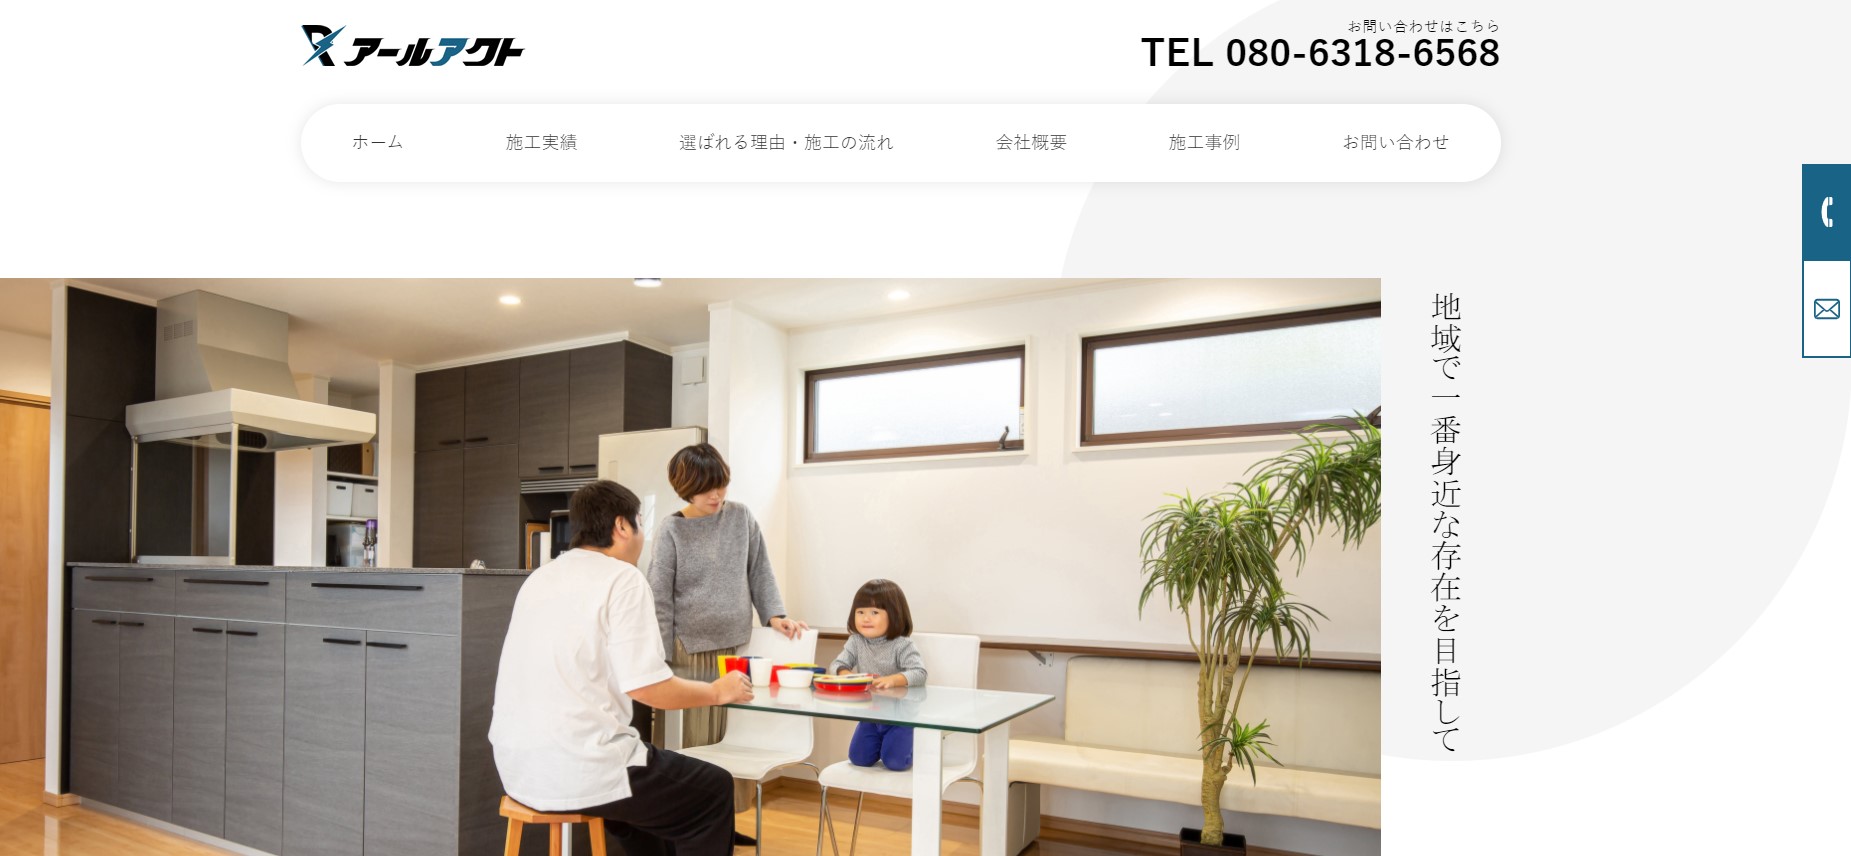 アールアクト
お問い合わせはこちら
TEL 080-6318-6568
ホーム
施工実績
選ばれる理由・施工の流れ
会社概要
施工事例
お問い合わせ
地域で一番身近な存在を目指して